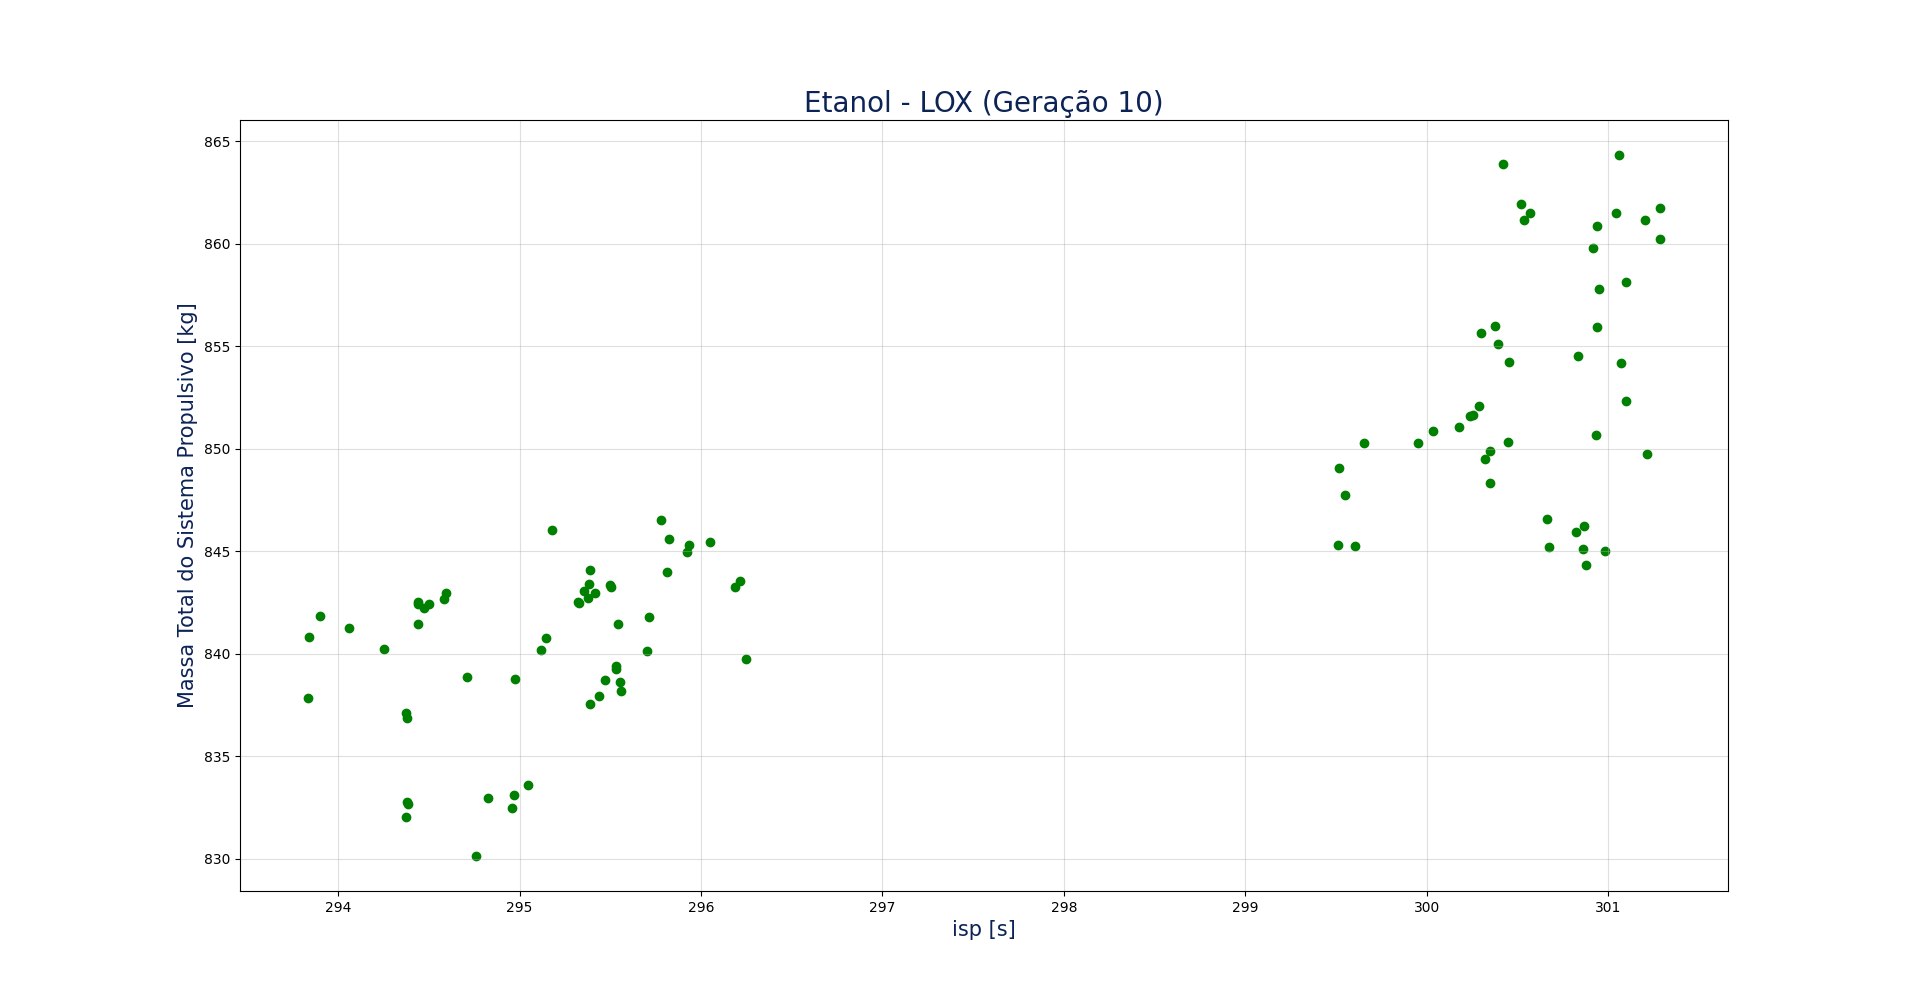 Etanol - LOX (Geração 10)
Massa Total do Sistema Propulsivo [kg]
865
860
855
850
845
840
835
830
294 295 296 297 298 299 300 301
isp [s]